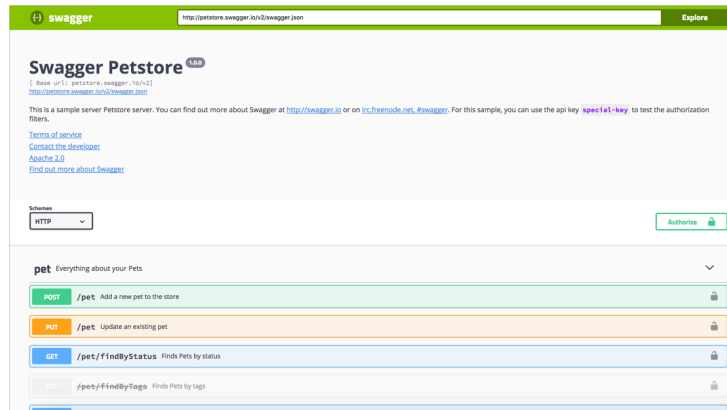 swagger
http://petstore.swagger.io/v2/swagger.json
Explore
Swagger Petstore 1.0.0
[ Base url: petstore.swagger.io/v2]
http://petstore.swagger.io/v2/swagger.json
This is a sample server Petstore server. You can find out more about Swagger at http://swagger.io or on irc.freenode.net, #swagger. For this sample, you can use the api key special-key to test the authorization
filters.
Terms of service
Contact the developer
Apache 2.0
Find out more about Swagger
Schemes
HTTP
Authorize
pet Everything about your Pets
POST /pet Add a new pet to the store
PUT /pet Update an existing pet
GET /pet/findByStatus Finds Pets by status
GET /pet/findByTags Finds Pets by tags